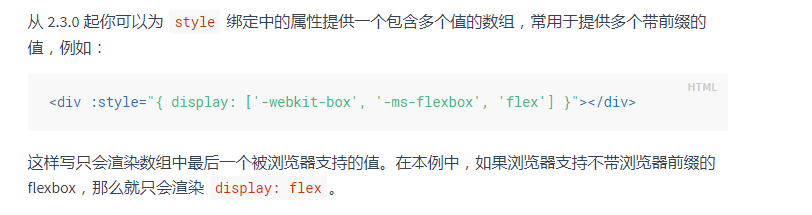 从 2.3.0 起你可以为 style 绑定中的属性提供一个包含多个值的数组，常用于提供多个带前缀的
值，例如：
HTML
<div :style="{ display: ['-webkit-box', '-ms-flexbox', 'flex'] }"></div>
这样写只会渲染数组中最后一个被浏览器支持的值。在本例中，如果浏览器支持不带浏览器前缀的
flexbox，那么就只会渲染 display: flex 。